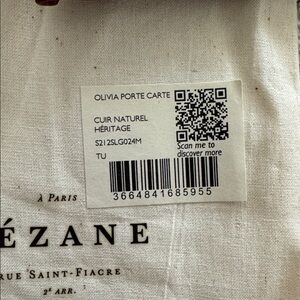 OLIVIA PORTE CARTE
CUIR NATUREL
HÉRITAGE
S212SLG024M
TU
Scan me to
discover more
3664841685955
À PARIS
ÉZANE
RUE SAINT-FIACRE
2e ARR.